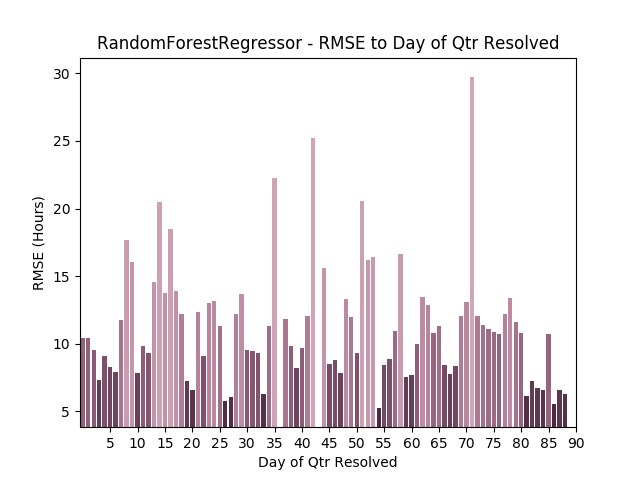 RandomForestRegressor - RMSE to Day of Qtr Resolved
30
25
20
15
10
5
RMSE (Hours)
5 10 15 20 25 30 35 40 45 50 55 60 65 70 75 80 85 90
Day of Qtr Resolved